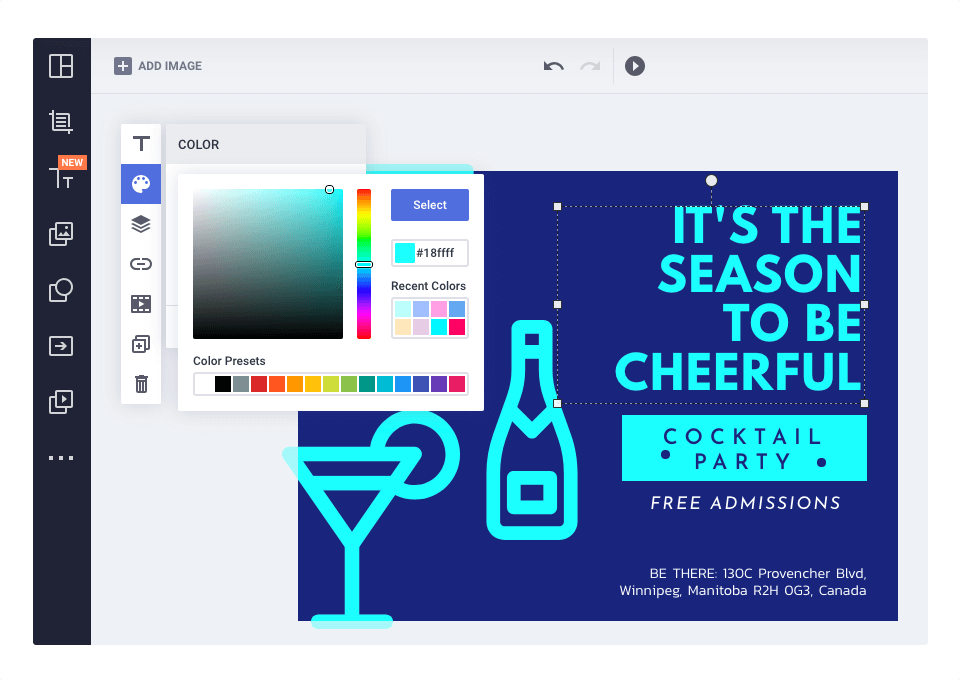 ADD IMAGE
NEW
T
COLOR
Select
#18ffff
Recent Colors
Color Presets
IT'S THE
SEASON
TO BE
CHEERFUL
COCKTAIL
PARTY
FREE ADMISSIONS
BE THERE: 130C Provencher Blvd,
Winnipeg, Manitoba R2H 0G3, Canada